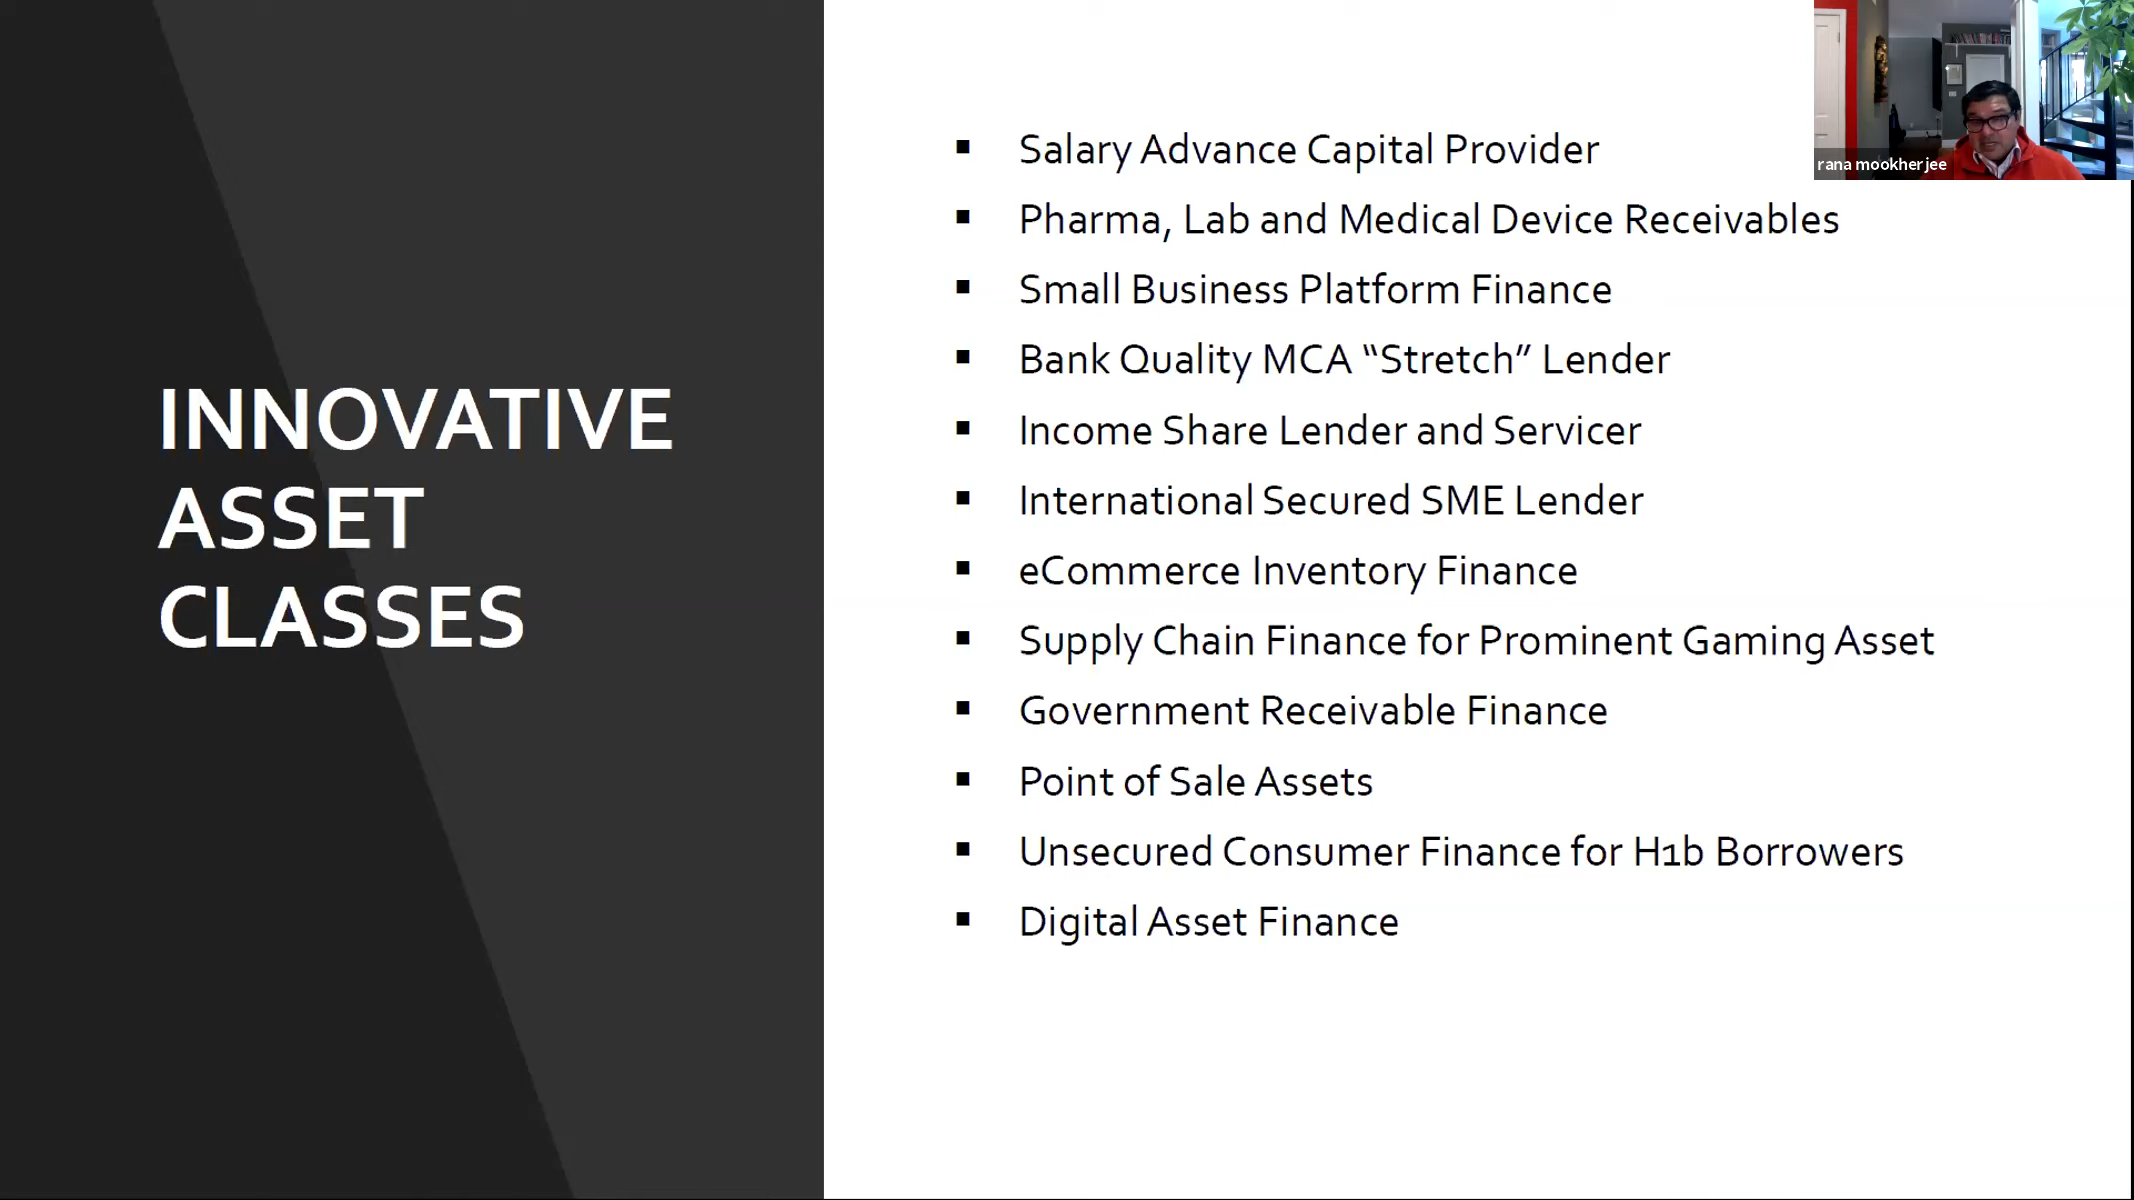 INNOVATIVE
ASSET
CLASSES
Salary Advance Capital Provider
Pharma, Lab and Medical Device Receivables
Small Business Platform Finance
Bank Quality MCA “Stretch” Lender
Income Share Lender and Servicer
International Secured SME Lender
eCommerce Inventory Finance
Supply Chain Finance for Prominent Gaming Asset
Government Receivable Finance
Point of Sale Assets
Unsecured Consumer Finance for H1b Borrowers
Digital Asset Finance
rana mookherjee